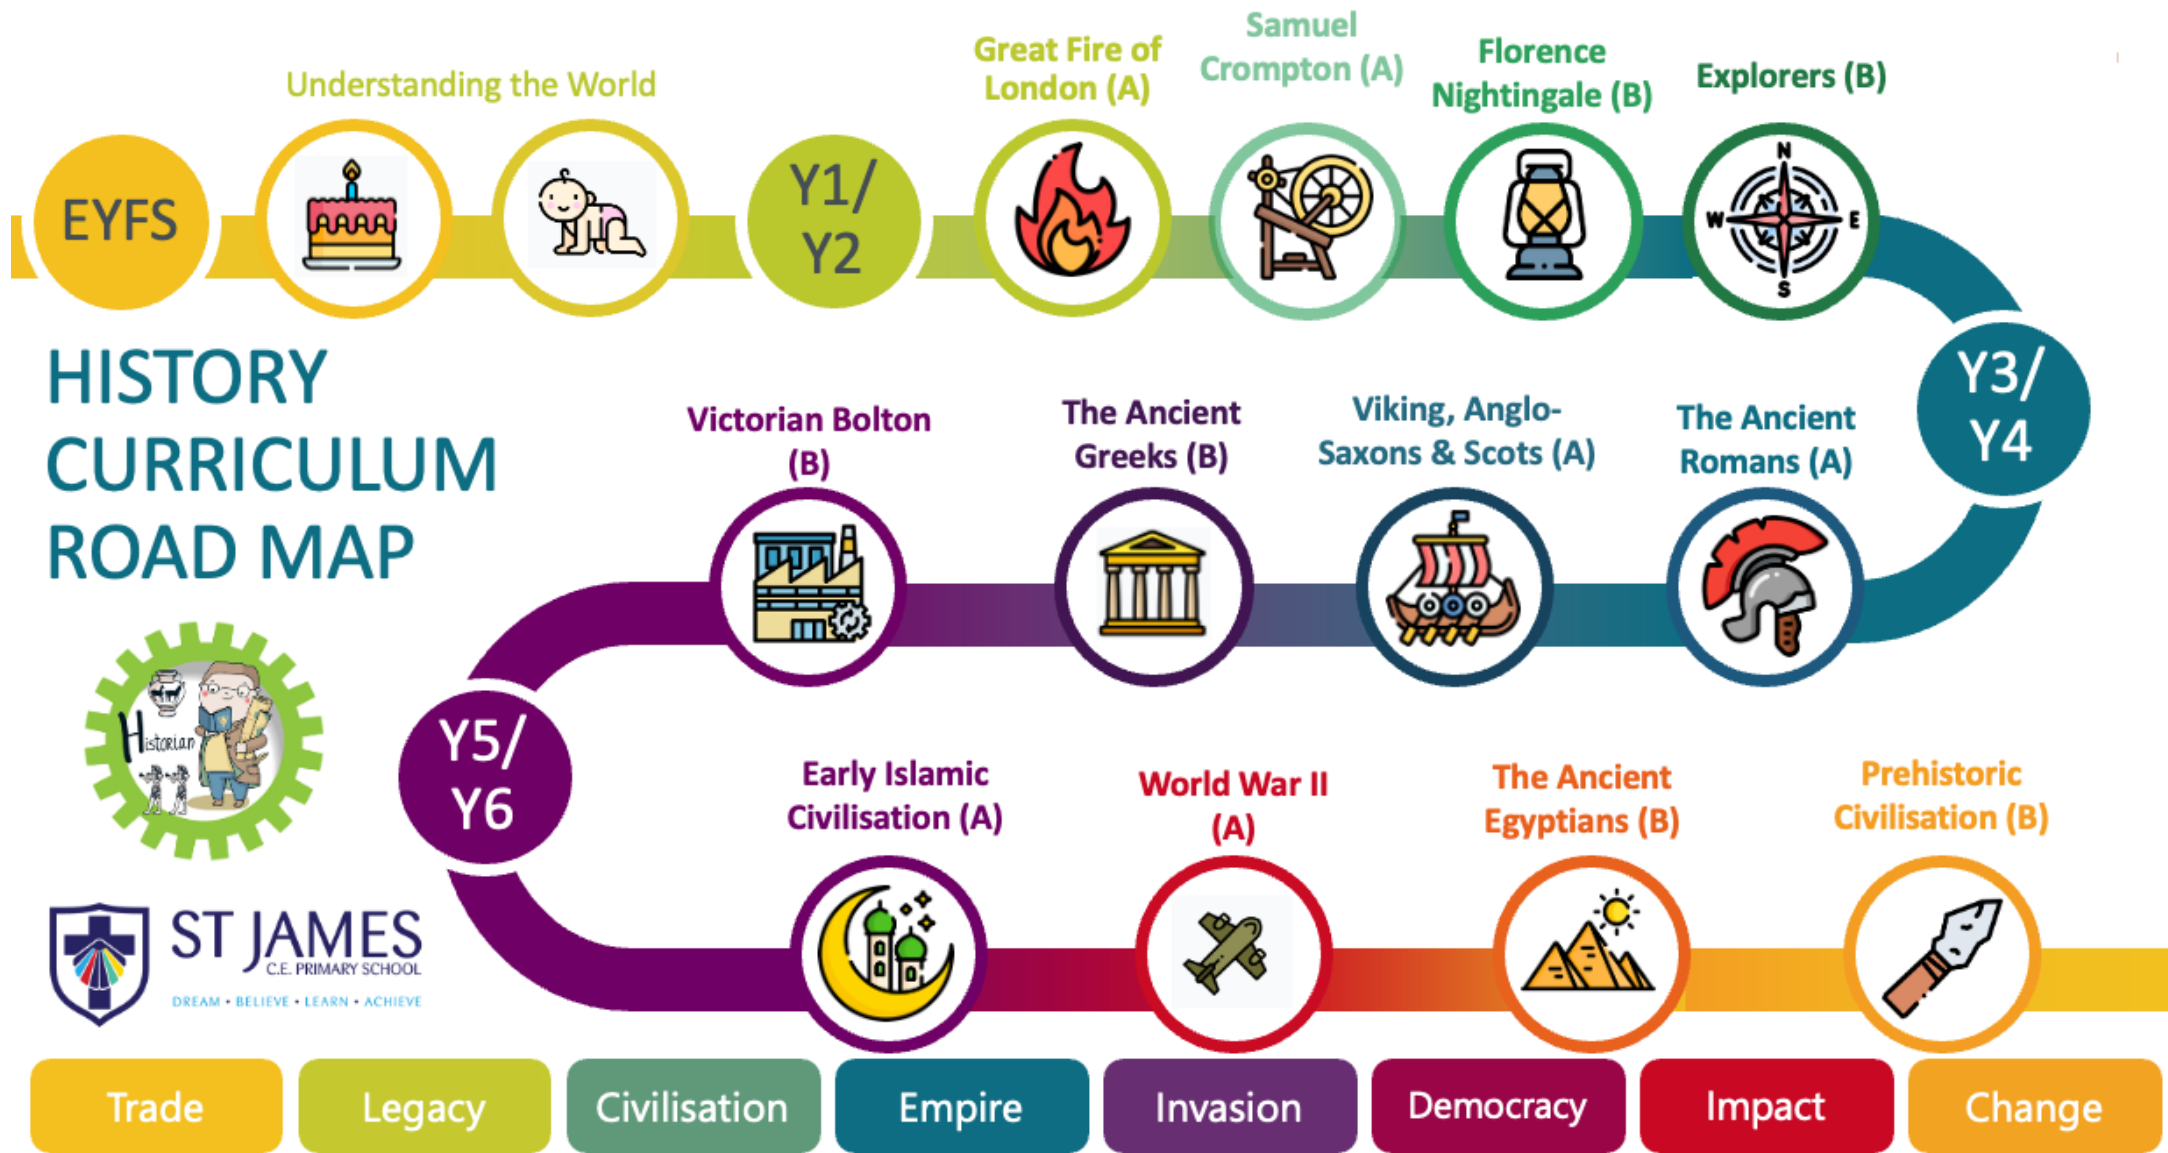 Understanding the World
Great Fire of
London (A)
Samuel
Crompton (A)
Florence
Nightingale (B)
Explorers (B)
EYFS
Y1/
Y2
N
W
E
S
HISTORY
CURRICULUM
ROAD MAP
Y3/
Y4
Victorian Bolton
(B)
The Ancient
Greeks (B)
Viking, Anglo-
Saxons & Scots (A)
The Ancient
Romans (A)
Historian
Y5/
Y6
Early Islamic
Civilisation (A)
World War II
(A)
The Ancient
Egyptians (B)
Prehistoric
Civilisation (B)
ST JAMES
C.E. PRIMARY SCHOOL
DREAM • BELIEVE • LEARN • ACHIEVE
Trade
Legacy
Civilisation
Empire
Invasion
Democracy
Impact
Change